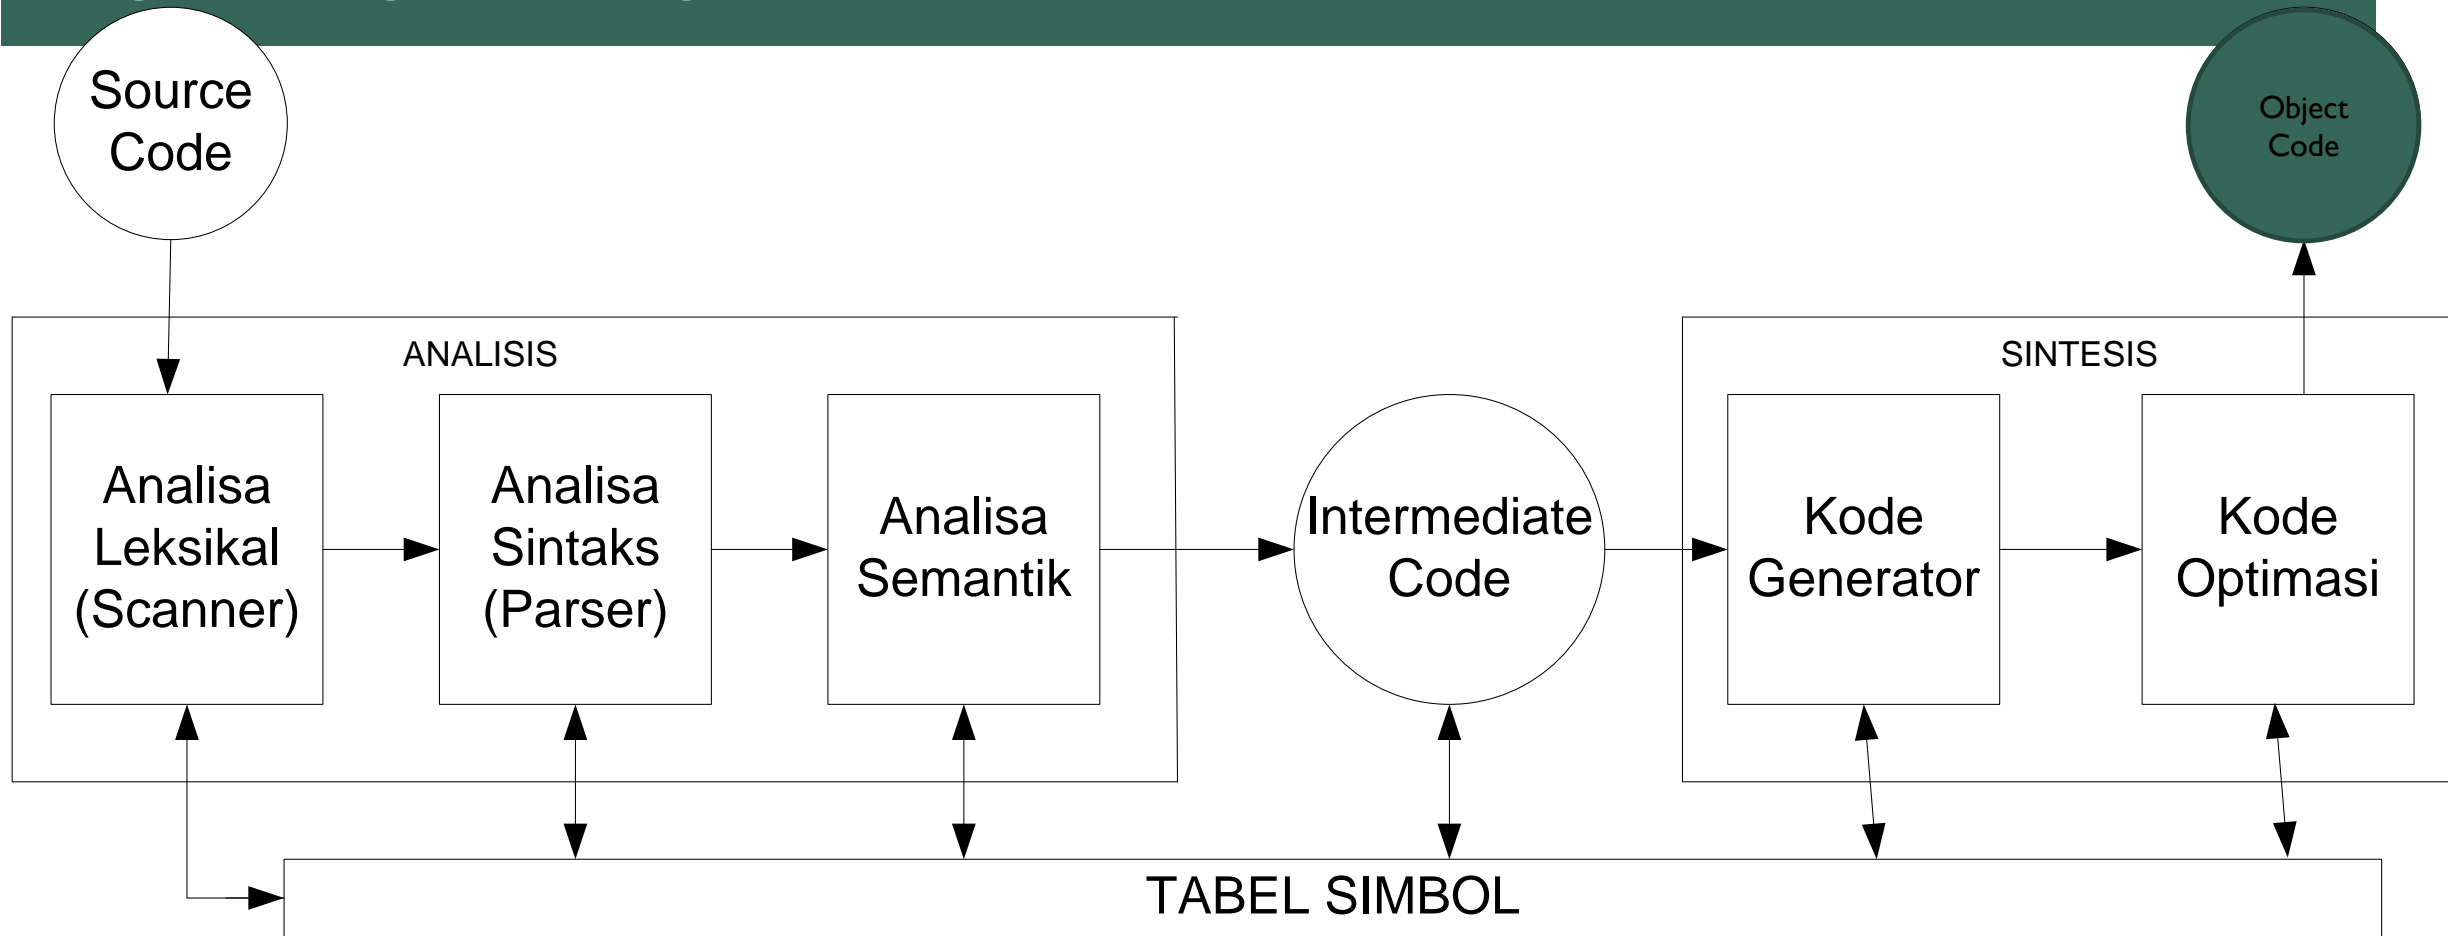 Source
Code
Object
Code
ANALISIS
SINTESIS
Analisa
Leksikal
(Scanner)
Analisa
Sintaks
(Parser)
Analisa
Semantik
Intermediate
Code
Kode
Generator
Kode
Optimasi
TABEL SIMBOL